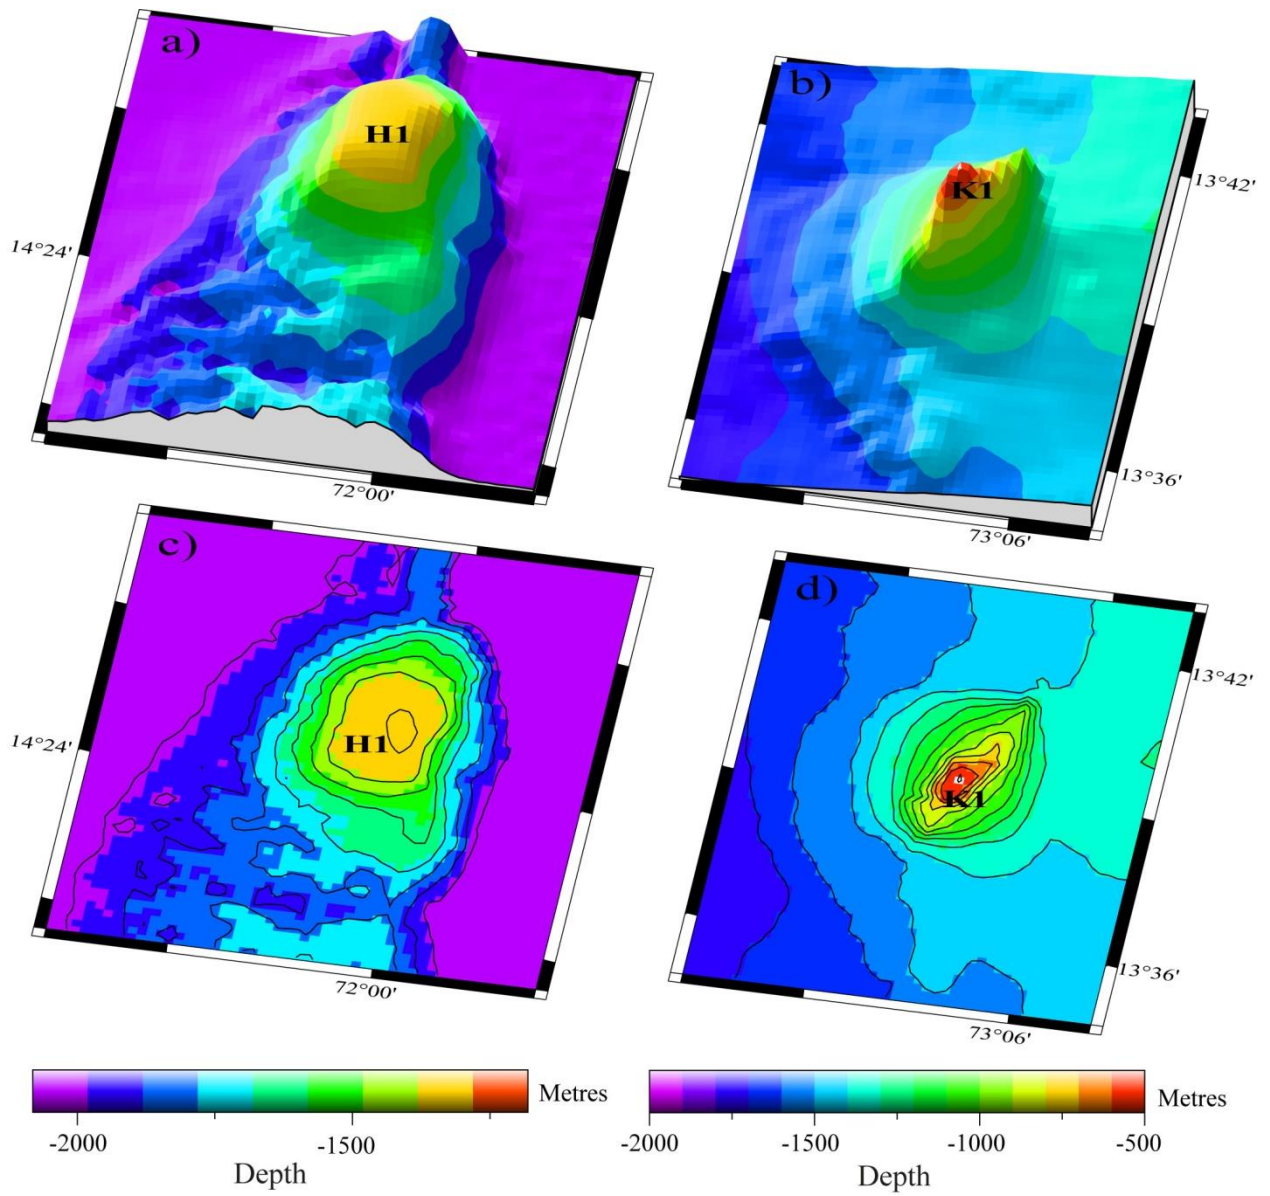 a)
b)
H1
K1
13°42'
14°24'
13°36'
72°00'
73°06'
c)
d)
13°42'
H1
14°24'
K1
13°36'
72°00'
73°06'
Metres
Metres
-2000 -1500
-2000 -1500 -1000 -500
Depth
Depth